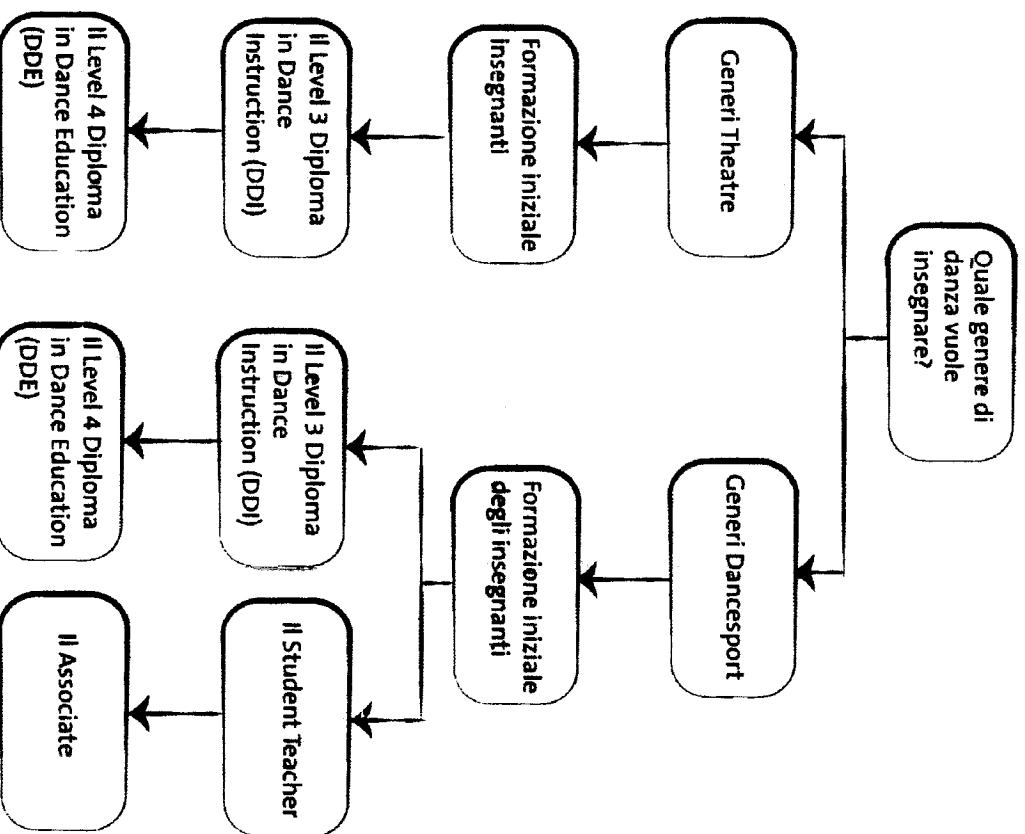 Quale genere di
danza vuole
insegnare?
Generi Theatre
Generi Dancesport
Formazione iniziale
insegnanti
Formazione iniziale
degli insegnanti
Il Level 3 Diploma
in Dance
Instruction (DDI)
Il Level 3 Diploma
in Dance
Instruction (DDI)
Il Student Teacher
Il Level 4 Diploma
in Dance Education
(DDE)
Il Level 4 Diploma
in Dance Education
(DDE)
Il Associate